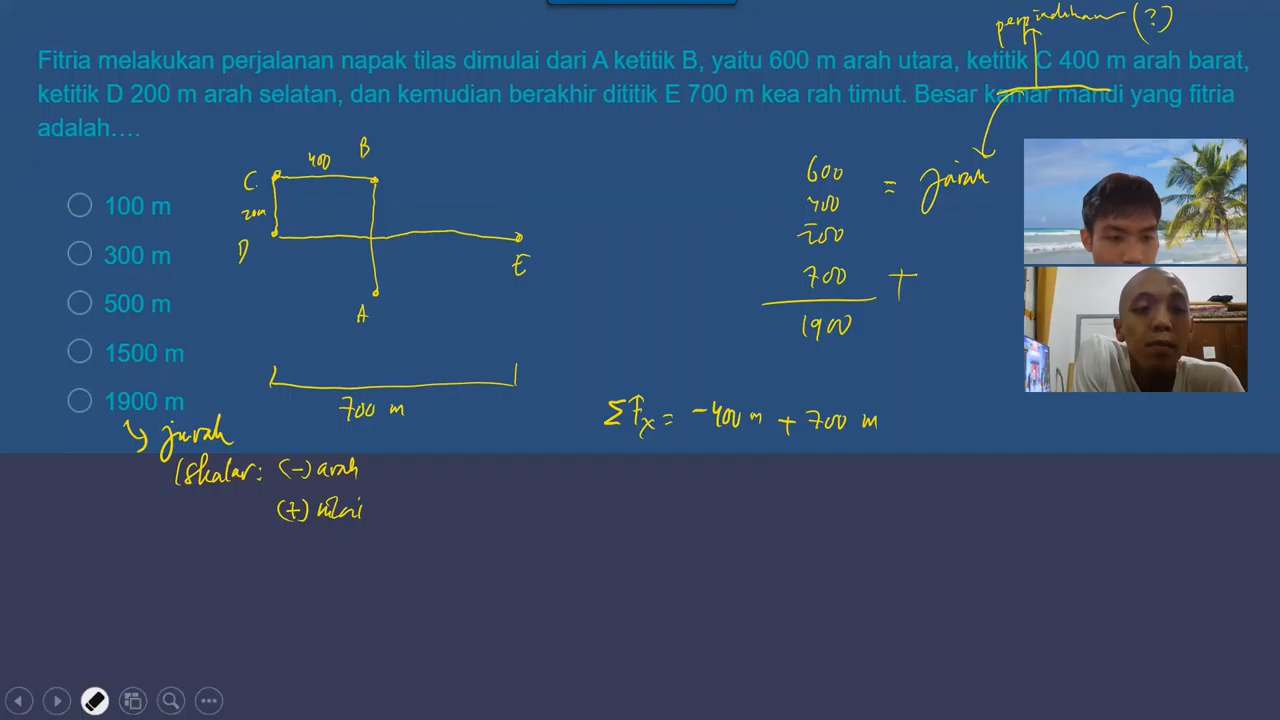 perpindahan (?)
Fitria melakukan perjalanan napak tilas dimulai dari A ketitik B, yaitu 600 m arah utara, ketitik C 400 m arah barat,
ketitik D 200 m arah selatan, dan kemudian berakhir dititik E 700 m kea rah timut. Besar kamar mandi yang fitria
adalah….
100 m
300 m
500 m
1500 m
1900 m
C
400
B
200
D
E
A
700 m
600
400
200
700 +
1900
= Jarak
ΣFx = -400 m + 700 m
↳ jarak
(skalar: (-) arah
(+) nilai